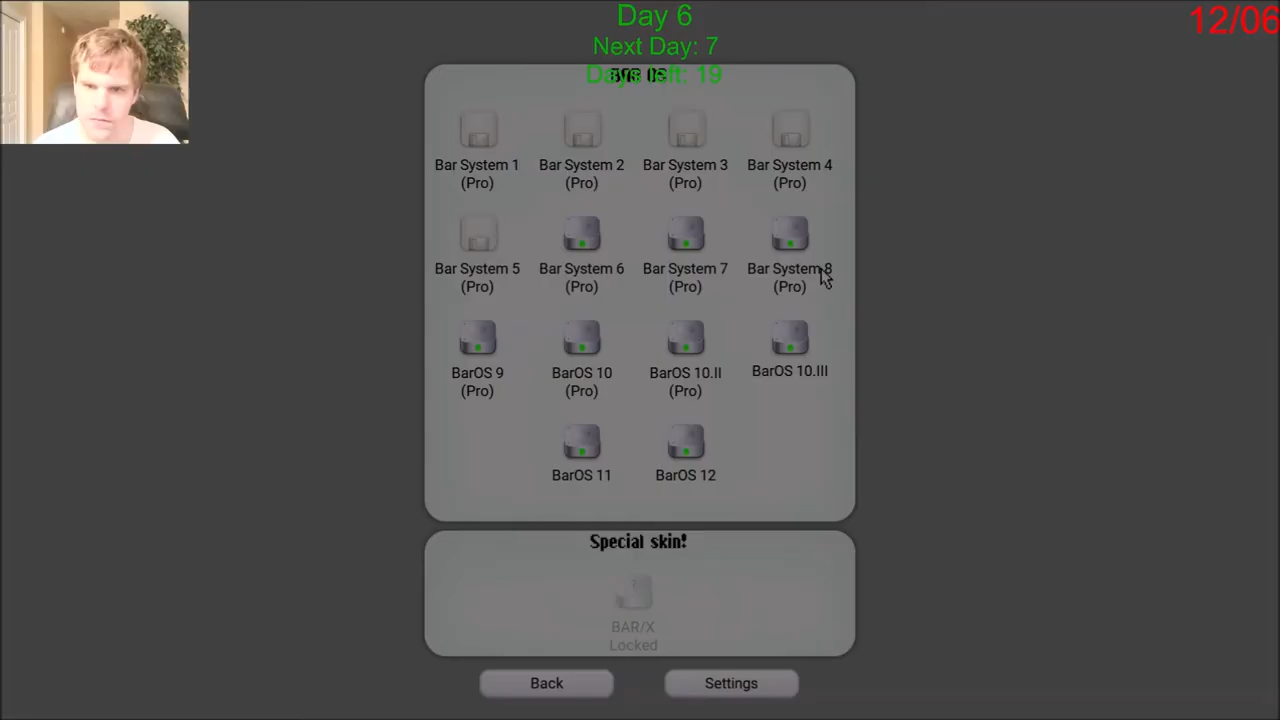 Day 6
12/06
Next Day: 7
Days left: 19
Bar System 1 (Pro)
Bar System 2 (Pro)
Bar System 3 (Pro)
Bar System 4 (Pro)
Bar System 5 (Pro)
Bar System 6 (Pro)
Bar System 7 (Pro)
Bar System 8 (Pro)
BarOS 9 (Pro)
BarOS 10 (Pro)
BarOS 10.II (Pro)
BarOS 10.III
BarOS 11
BarOS 12
Special skin!
BAR/X
Locked
Back
Settings